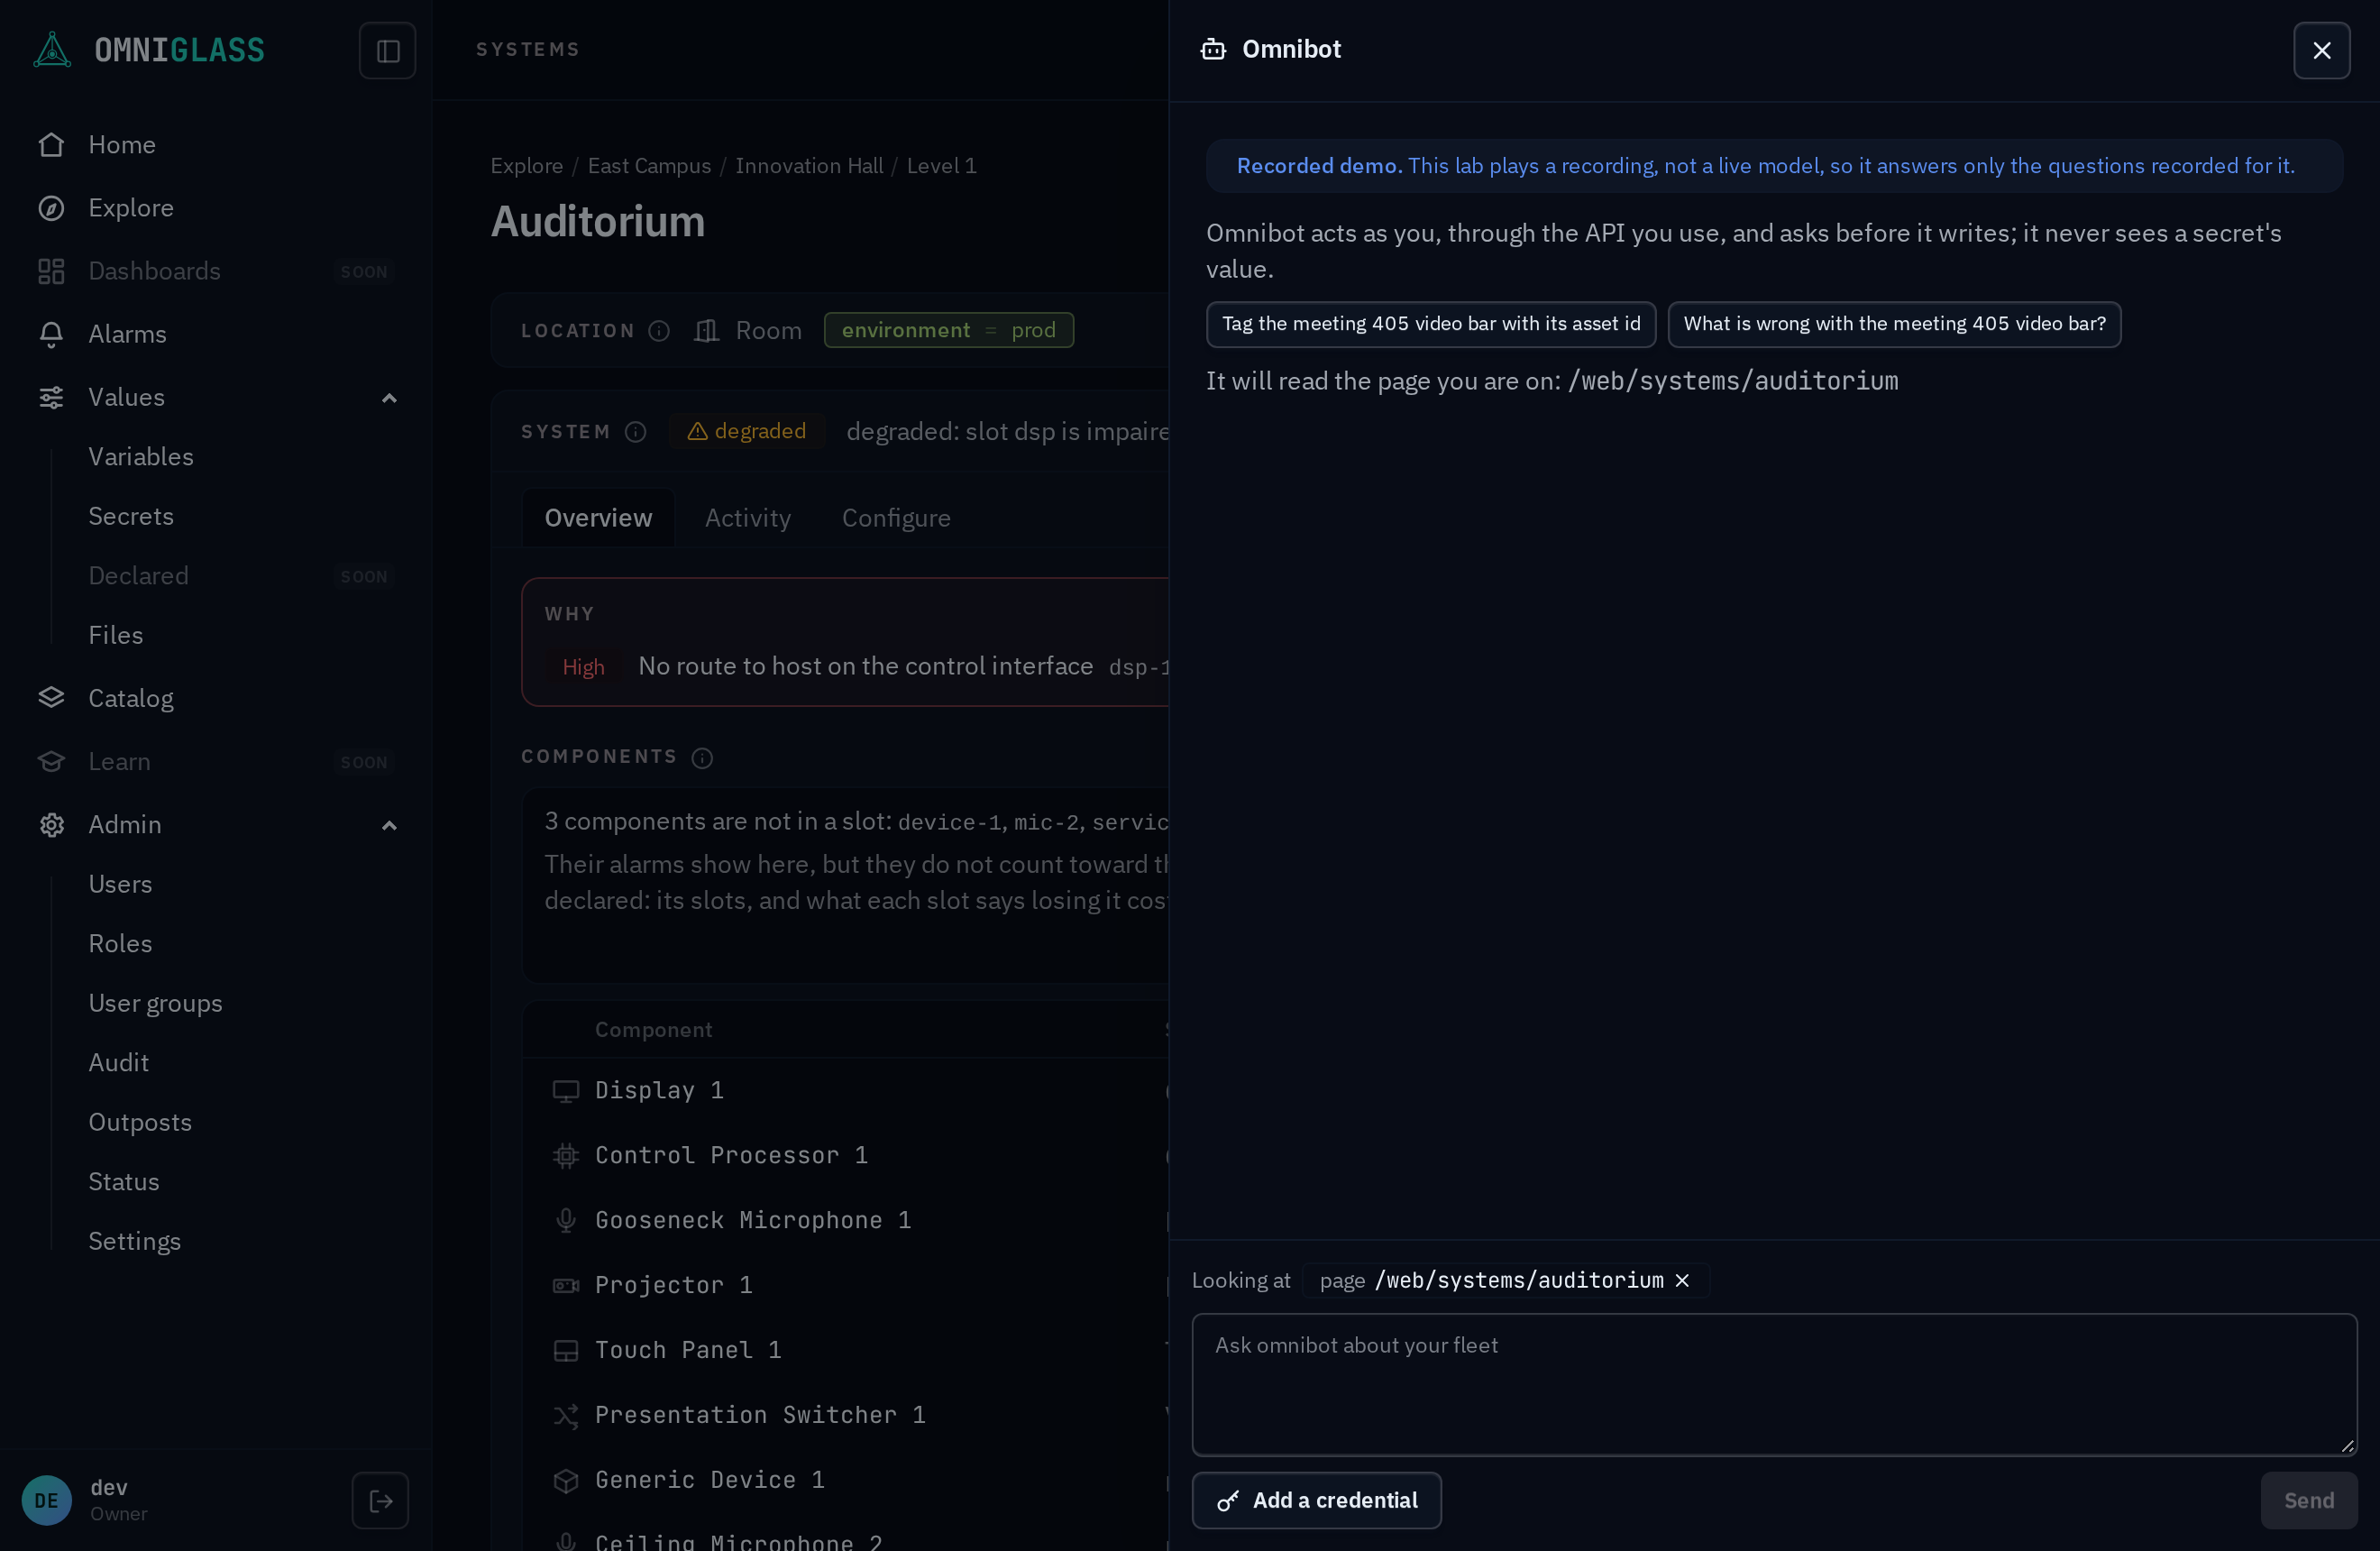 OMNIGLASS
Home
Explore
Dashboards SOON
Alarms
Values
Variables
Secrets
Declared SOON
Files
Catalog
Learn SOON
Admin
Users
Roles
User groups
Audit
Outposts
Status
Settings
DE dev
Owner
SYSTEMS
Explore / East Campus / Innovation Hall / Level 1
Auditorium
LOCATION Room environment = prod
SYSTEM degraded degraded: slot dsp is impaire
Overview Activity Configure
WHY
High No route to host on the control interface dsp-1
COMPONENTS
3 components are not in a slot: device-1, mic-2, servic
Their alarms show here, but they do not count toward th
declared: its slots, and what each slot says losing it cos
Component
Display 1
Control Processor 1
Gooseneck Microphone 1
Projector 1
Touch Panel 1
Presentation Switcher 1
Generic Device 1
Ceiling Microphone 2
Omnibot
Recorded demo. This lab plays a recording, not a live model, so it answers only the questions recorded for it.
Omnibot acts as you, through the API you use, and asks before it writes; it never sees a secret's
value.
Tag the meeting 405 video bar with its asset id What is wrong with the meeting 405 video bar?
It will read the page you are on: /web/systems/auditorium
Looking at page /web/systems/auditorium
Ask omnibot about your fleet
Add a credential Send